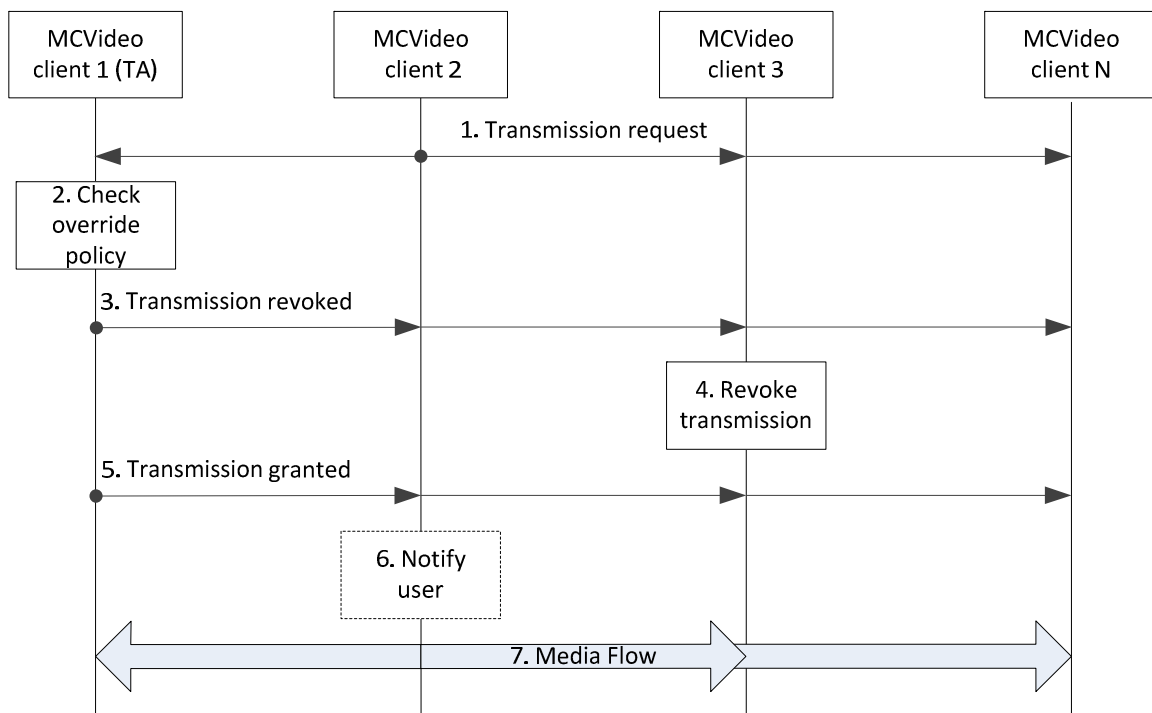 MCVideo
client 1 (TA)
MCVideo
client 2
MCVideo
client 3
MCVideo
client N
1. Transmission request
2. Check
override
policy
3. Transmission revoked
4. Revoke
transmission
5. Transmission granted
6. Notify
user
7. Media Flow